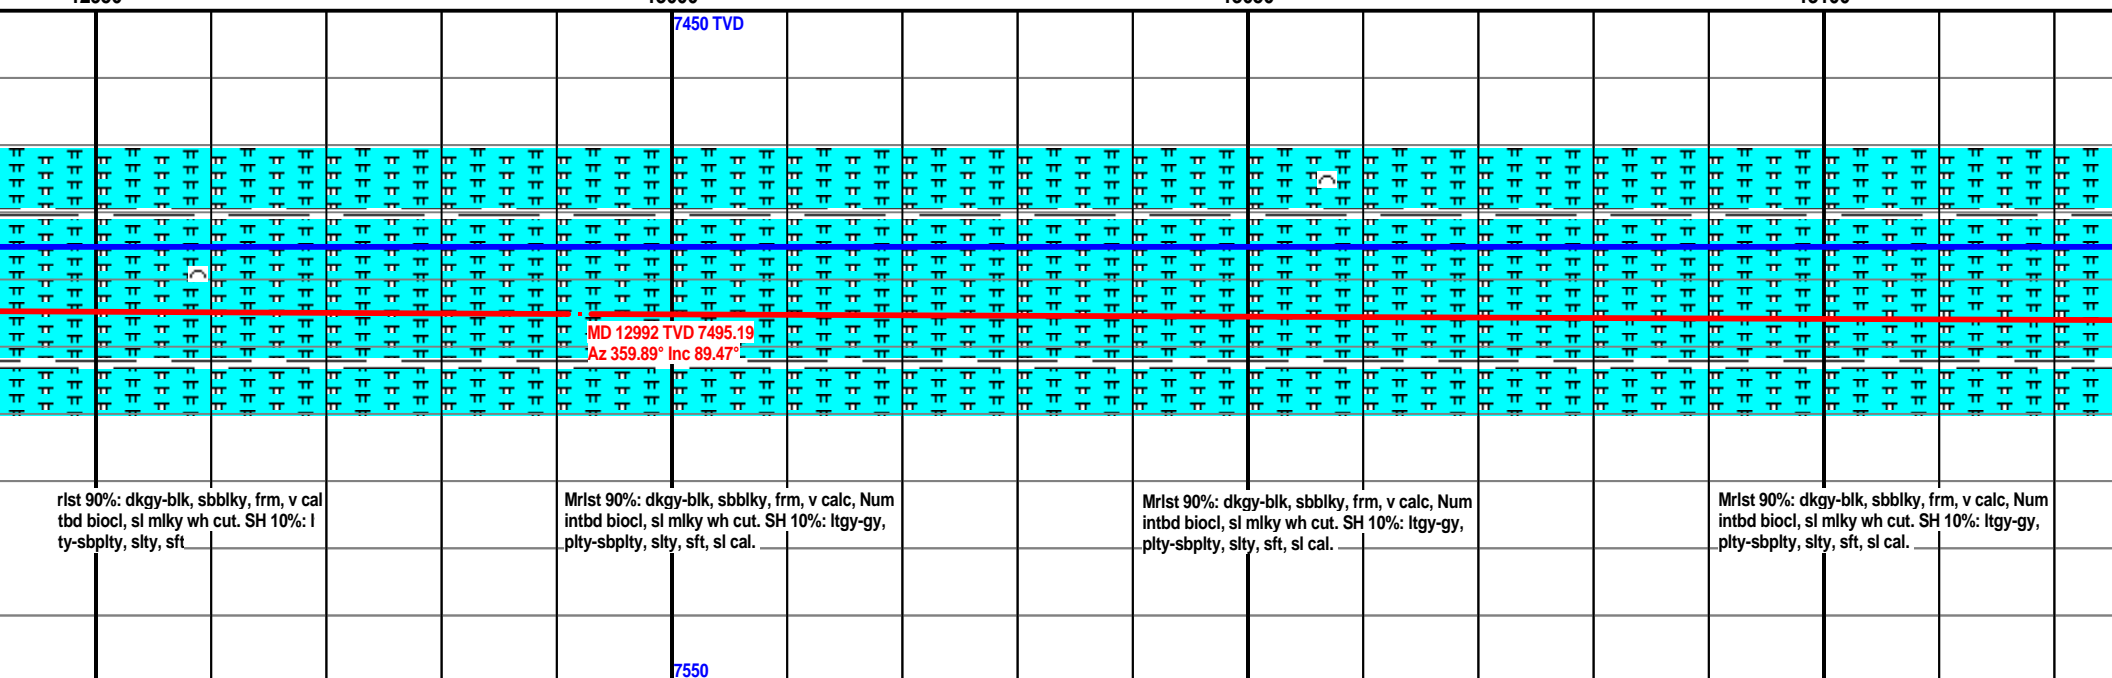 7450 TVD
MD 12992 TVD 7495.19
Az 359.89° Inc 89.47°
rlst 90%: dkgy-blk, sbblky, frm, v cal
tbd biocl, sl mlky wh cut. SH 10%: l
ty-sbplty, slty, sft
Mrlst 90%: dkgy-blk, sbblky, frm, v calc, Num
intbd biocl, sl mlky wh cut. SH 10%: ltgy-gy,
plty-sbplty, slty, sft, sl cal.
Mrlst 90%: dkgy-blk, sbblky, frm, v calc, Num
intbd biocl, sl mlky wh cut. SH 10%: ltgy-gy,
plty-sbplty, slty, sft, sl cal.
Mrlst 90%: dkgy-blk, sbblky, frm, v calc, Num
intbd biocl, sl mlky wh cut. SH 10%: ltgy-gy,
plty-sbplty, slty, sft, sl cal.
7550